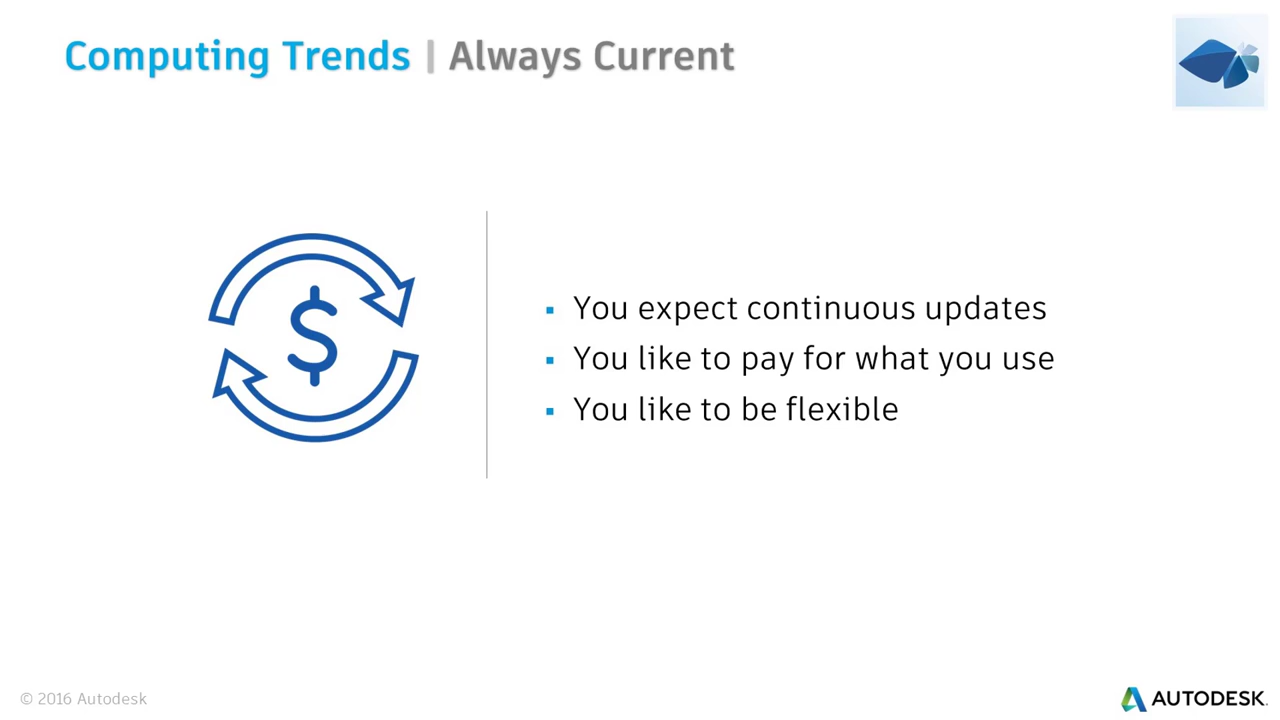 Computing Trends | Always Current
$
▪ You expect continuous updates
▪ You like to pay for what you use
▪ You like to be flexible
© 2016 Autodesk
AUTODESK.